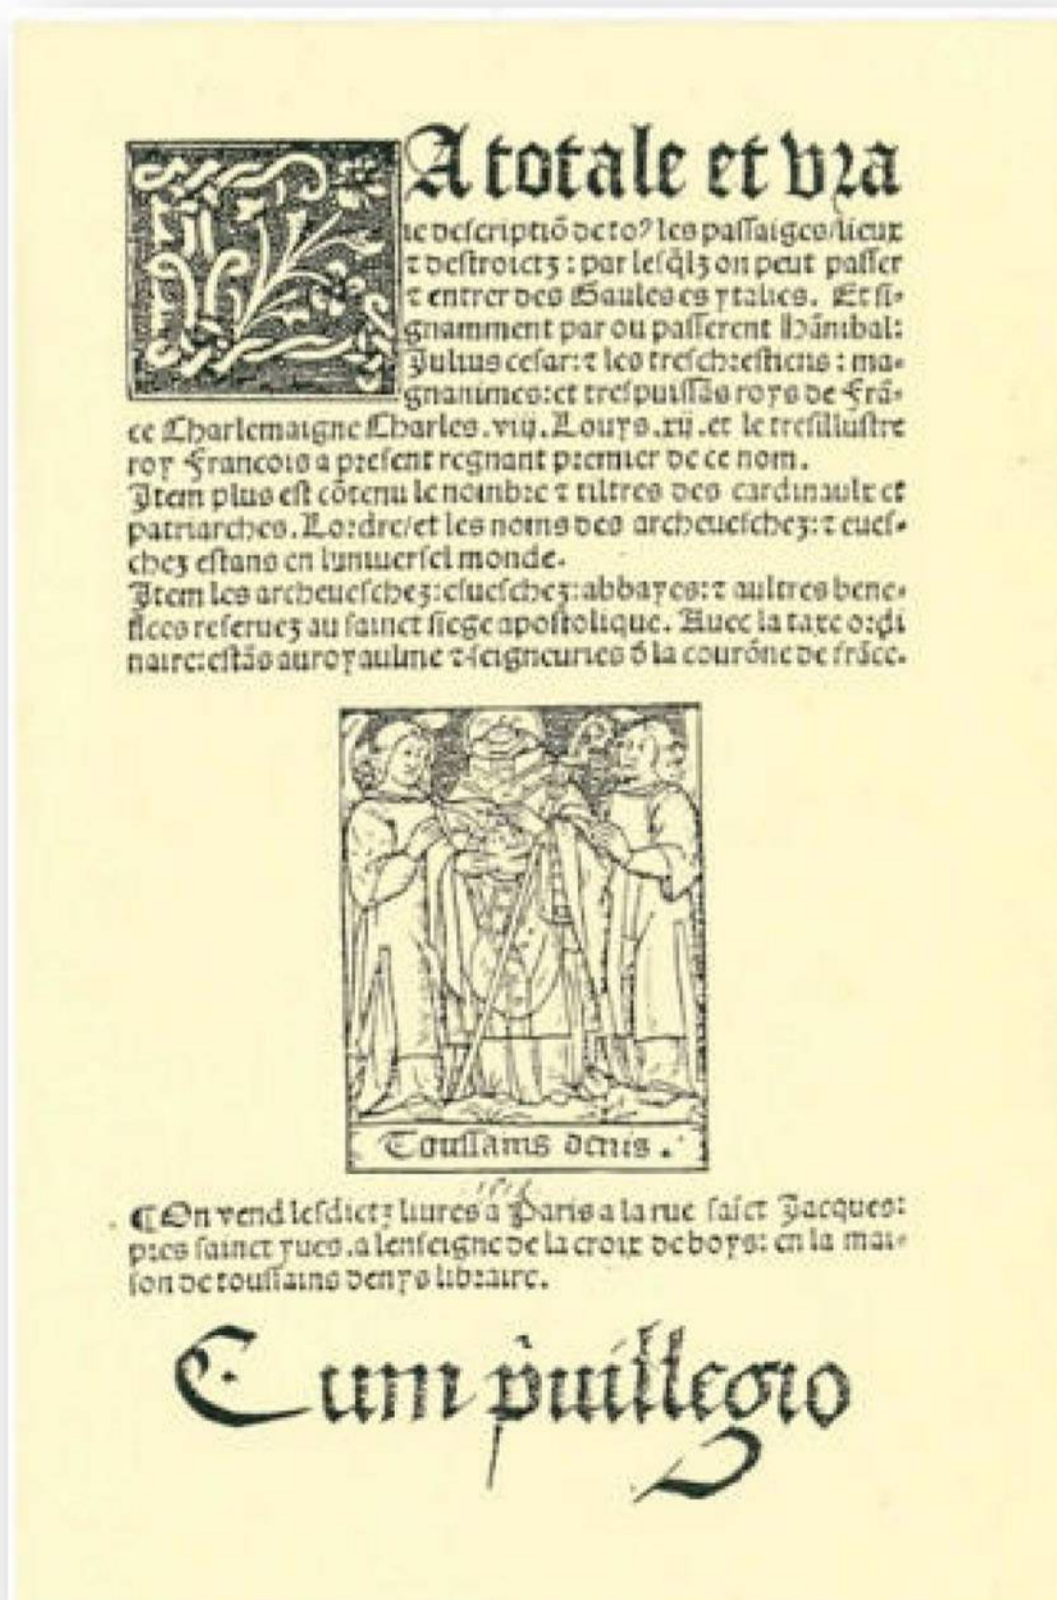 LA totale et vra
ie descriptiõ de toꝰ les passaiges/lieux
⁊ destroictz : par lesq̃lz on peut passer
⁊ entrer des Gaules es ytalies. Et si-
gnamment par ou passerent Hãnibal:
Julius cesar:⁊ les treschrestiens : ma-
gnanimes:et trespuissãs roys de Frã-
ce Charlemaigne Charles.viij.Louys.xij.et le tresillustre
roy Francois a present regnant premier de ce nom.
Item plus est cõtenu le nombre ⁊ tiltres des cardinaulx et
patriarches. Lordre/et les noms des archeueschez:⁊ eues-
chez estans en luniuersel monde.
Item les archeueschez:esueschez:abbayes:⁊ aultres bene-
fices reseruez au sainct siege apostolique. Auec la taxe ordi
naire:estãs au royaulme ⁊ seigneuries d̾ la courõne de frãce.
Toussains denis.
¶ On vend lesdictz liures a Paris a la rue saĩct Jacques:
pres sainct yues.a lenseigne de la croix de boys: en la mai-
son de toussains denys libraire.
Cum p̾uillegio